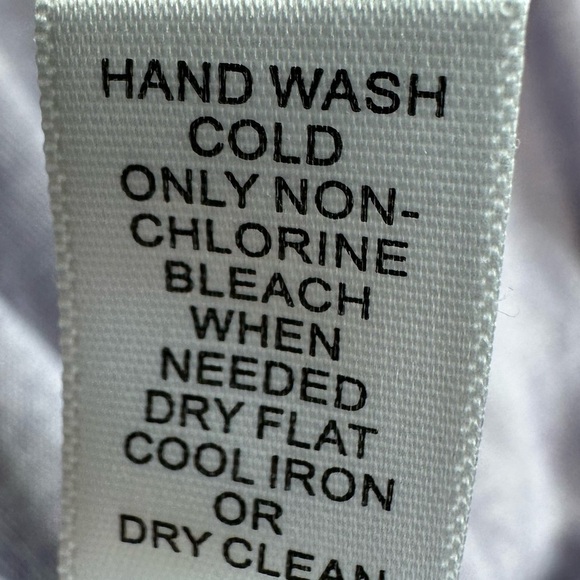 HAND WASH
COLD
ONLY NON-
CHLORINE
BLEACH
WHEN
NEEDED
DRY FLAT
COOL IRON
OR
DRY CLEAN